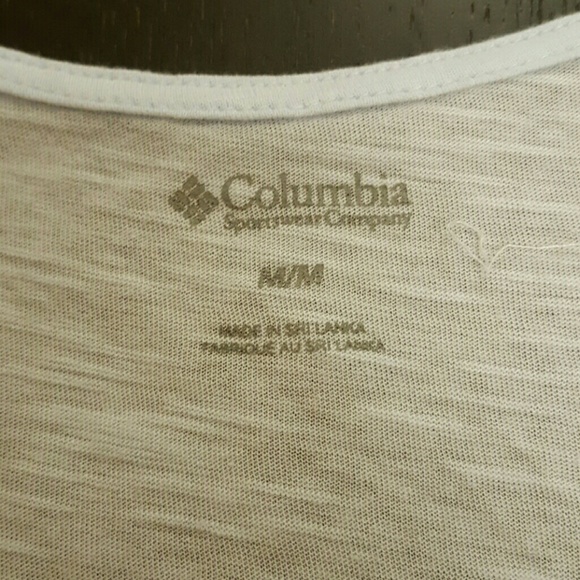 Columbia
Sportswear Company
M/M
MADE IN SRI LANKA
FABRIQUÉ AU SRI LANKA